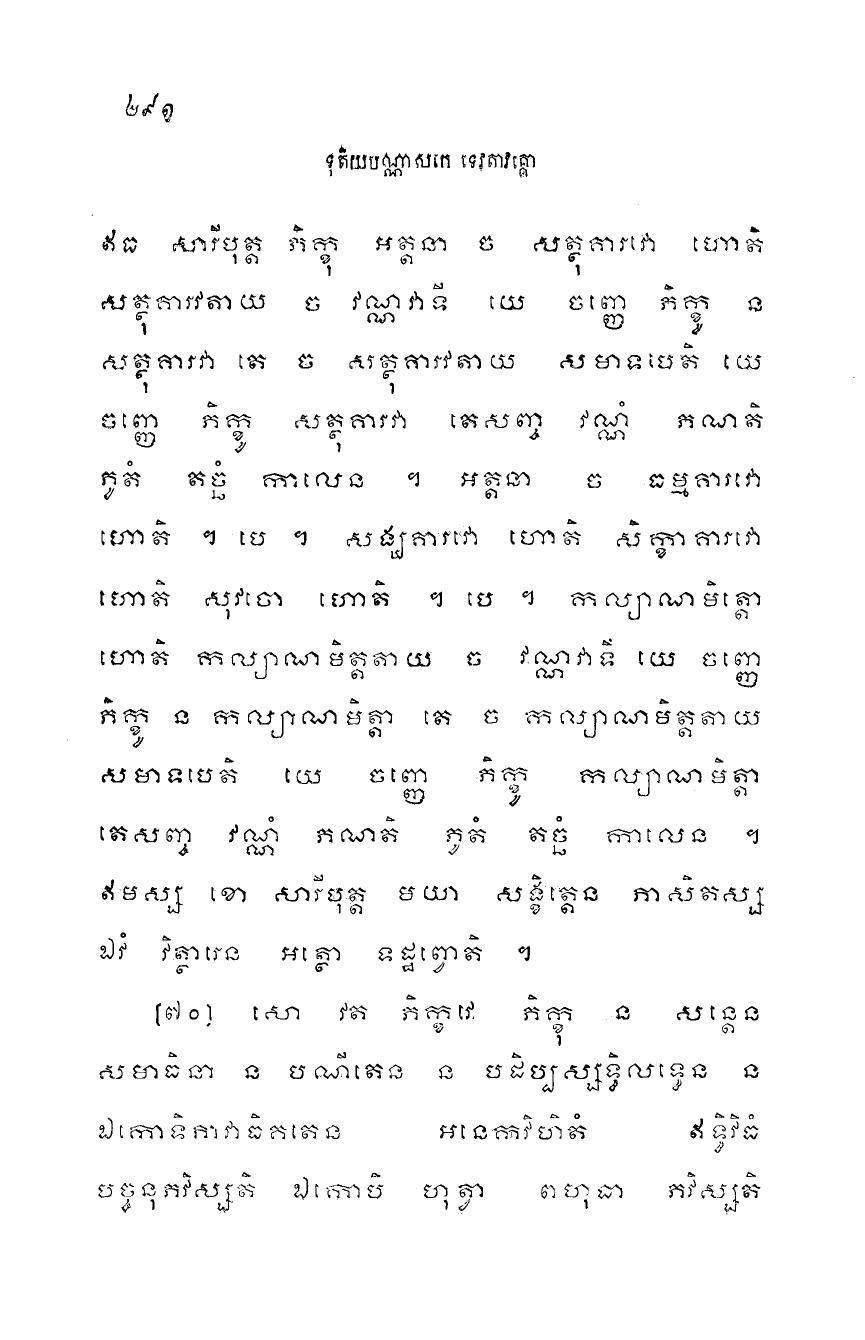 ២៩១
ទុតិយបណ្ណាសកេ ទេវតាវគ្គោ
ឥធ សារីបុត្ត ភិក្ខុ អត្តនា ច សត្ថុគារវោ ហោតិ
សត្ថុគារវតាយ ច វណ្ណវាទី យេ ចញ្ញេ ភិក្ខូ ន
សត្ថុគារវា តេ ច សត្ថុគារវតាយ សមាទបេតិ យេ
ចញ្ញេ ភិក្ខូ សត្ថុគារវា តេសញ្ច វណ្ណំ ភណតិ
ភូតំ តច្ឆំ កាលេន ។ អត្តនា ច ធម្មគារវោ
ហោតិ ។ បេ ។ សង្ឃគារវោ ហោតិ សិក្ខាគារវោ
ហោតិ សុវចោ ហោតិ ។ បេ ។ កល្យាណមិត្តោ
ហោតិ កល្យាណមិត្តតាយ ច វណ្ណវាទី យេ ចញ្ញេ
ភិក្ខូ ន កល្យាណមិត្តា តេ ច កល្យាណមិត្តតាយ
សមាទបេតិ យេ ចញ្ញេ ភិក្ខូ កល្យាណមិត្តា
តេសញ្ច វណ្ណំ ភណតិ ភូតំ តច្ឆំ កាលេន ។
ឥមស្ស ខោ សារីបុត្ត មយា សង្ខិត្តេន ភាសិតស្ស
ឯវំ វិត្ថារេន អត្ថោ ទដ្ឋព្វោតិ ។
[៧០] សោ វត ភិក្ខវេ ភិក្ខុ ន សន្តេន
សមាធិនា ន បណីតេន ន បដិប្បស្សទ្ធិលទ្ធេន ន
ឯកោទិភាវាធិគតេន អនេកវិហិតំ ឥទ្ធិវិធំ
បច្ចនុភវិស្សតិ ឯកោបិ ហុត្វា ពហុធា ភវិស្សតិ